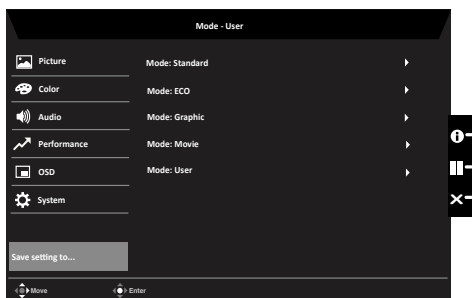 Mode - User
Picture
Color
Audio
Performance
OSD
System
Save setting to...
Mode: Standard
Mode: ECO
Mode: Graphic
Mode: Movie
Mode: User
Move
Enter